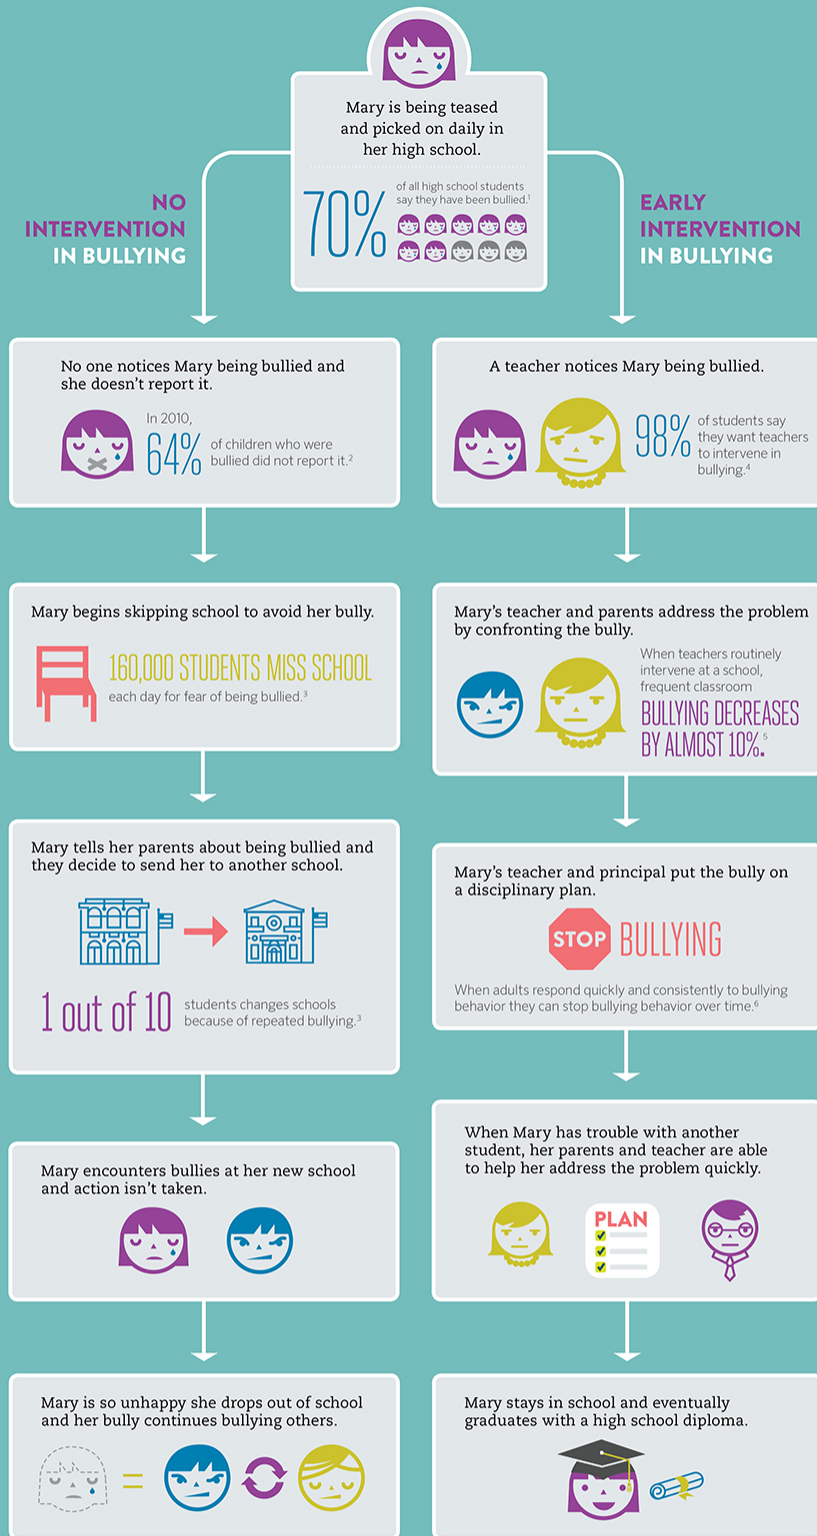 Mary is being teased
and picked on daily in
her high school.
70%
of all high school students
say they have been bullied.¹
NO
INTERVENTION
IN BULLYING
EARLY
INTERVENTION
IN BULLYING
No one notices Mary being bullied and
she doesn't report it.
In 2010,
64%
of children who were
bullied did not report it.²
Mary begins skipping school to avoid her bully.
160,000 STUDENTS MISS SCHOOL
each day for fear of being bullied.³
Mary tells her parents about being bullied and
they decide to send her to another school.
1 out of 10
students changes schools
because of repeated bullying.³
Mary encounters bullies at her new school
and action isn't taken.
Mary is so unhappy she drops out of school
and her bully continues bullying others.
A teacher notices Mary being bullied.
98%
of students say
they want teachers
to intervene in
bullying.⁴
Mary's teacher and parents address the problem
by confronting the bully.
When teachers routinely
intervene at a school,
frequent classroom
BULLYING DECREASES
BY ALMOST 10%.⁵
Mary's teacher and principal put the bully on
a disciplinary plan.
STOP BULLYING
When adults respond quickly and consistently to bullying
behavior they can stop bullying behavior over time.⁶
When Mary has trouble with another
student, her parents and teacher are able
to help her address the problem quickly.
PLAN
Mary stays in school and eventually
graduates with a high school diploma.